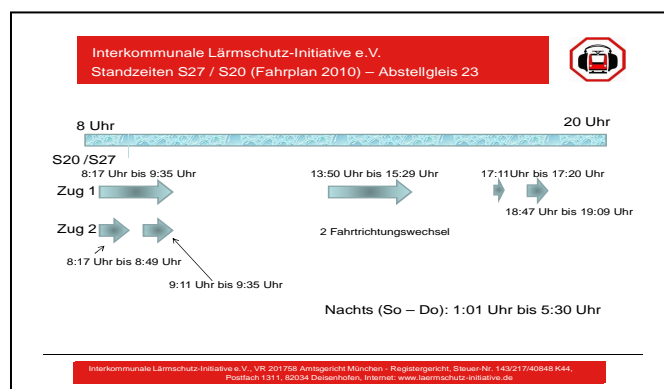 Interkommunale Lärmschutz-Initiative e.V.
Standzeiten S27 / S20 (Fahrplan 2010) – Abstellgleis 23
8 Uhr
20 Uhr
S20 /S27
8:17 Uhr bis 9:35 Uhr
13:50 Uhr bis 15:29 Uhr
17:11Uhr bis 17:20 Uhr
Zug 1
18:47 Uhr bis 19:09 Uhr
Zug 2
2 Fahrtrichtungswechsel
8:17 Uhr bis 8:49 Uhr
9:11 Uhr bis 9:35 Uhr
Nachts (So – Do): 1:01 Uhr bis 5:30 Uhr
Interkommunale Lärmschutz-Initiative e.V., VR 201758 Amtsgericht München - Registergericht, Steuer-Nr. 143/217/40848 K44,
Postfach 1311, 82034 Deisenhofen, Internet: www.laermschutz-initiative.de